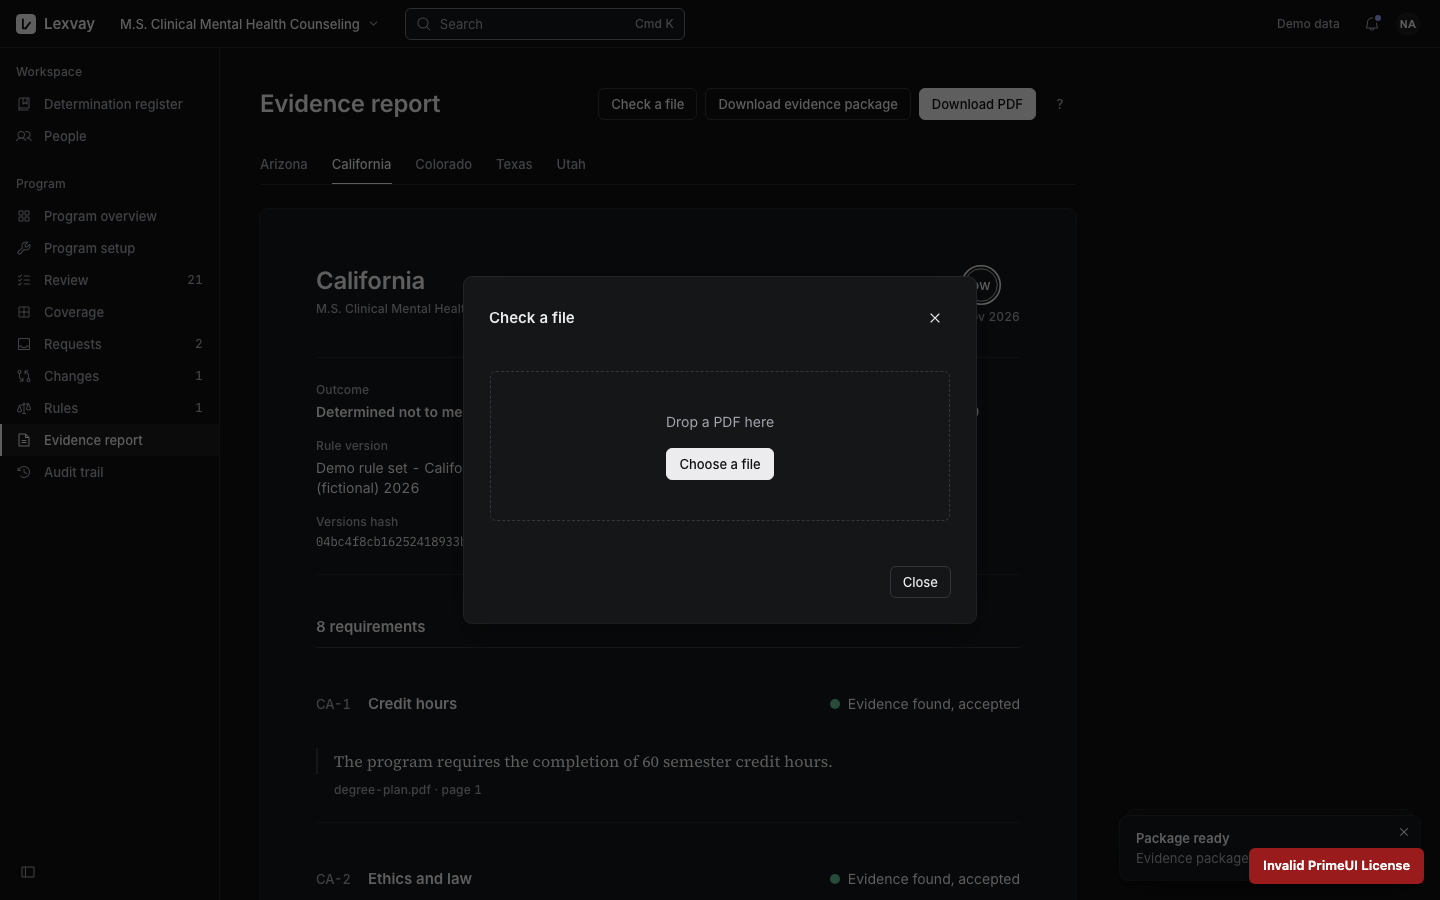 Lexvay
M.S. Clinical Mental Health Counseling
Search
Cmd K
Demo data
NA
Workspace
Determination register
People
Program
Program overview
Program setup
Review 21
Coverage
Requests 2
Changes 1
Rules 1
Evidence report
Audit trail
Evidence report
Check a file
Download evidence package
Download PDF
?
Arizona
California
Colorado
Texas
Utah
California
M.S. Clinical Mental Healt
2026
Outcome
Determined not to me
Rule version
Demo rule set - Califo
(fictional) 2026
Versions hash
04bc4f8cb16252418933
Check a file
Drop a PDF here
Choose a file
Close
8 requirements
CA-1 Credit hours
Evidence found, accepted
The program requires the completion of 60 semester credit hours.
degree-plan.pdf · page 1
CA-2 Ethics and law
Evidence found, accepted
Package ready
Evidence package
Invalid PrimeUI License